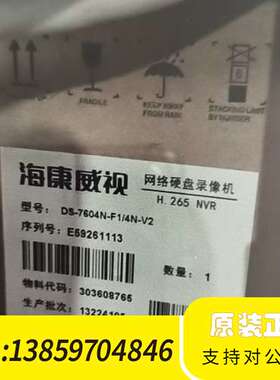 FRAGILE
KEEP AWAY FROM RAIN
STACKING LIMIT BY NUMBER
海康威视
网络硬盘录像机
H.265 NVR
型号: DS-7604N-F1/4N-V2
序列号: E59261113
数量: 1
物料代码: 303608765
生产批次:
原装正
:13859704846
支持对公